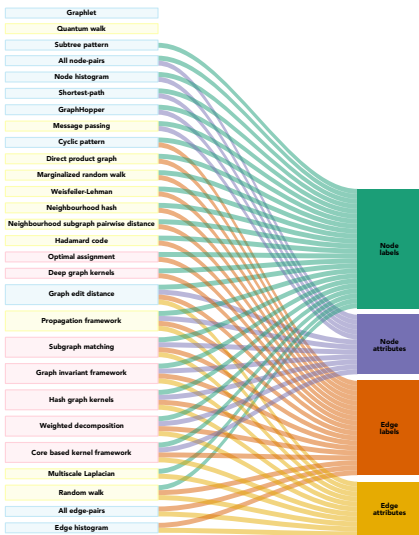 Graphlet
Quantum walk
Subtree pattern
All node-pairs
Node histogram
Shortest-path
GraphHopper
Message passing
Cyclic pattern
Direct product graph
Marginalized random walk
Weisfeiler-Lehman
Neighbourhood hash
Neighbourhood subgraph pairwise distance
Hadamard code
Optimal assignment
Deep graph kernels
Graph edit distance
Propagation framework
Subgraph matching
Graph invariant framework
Hash graph kernels
Weighted decomposition
Core based kernel framework
Multiscale Laplacian
Random walk
All edge-pairs
Edge histogram
Node
labels
Node
attributes
Edge
labels
Edge
attributes